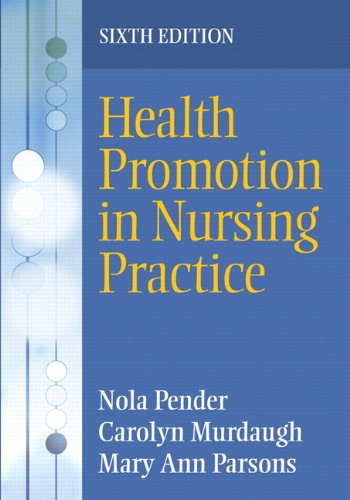 SIXTH EDITION
Health
Promotion
in Nursing
Practice
Nola Pender
Carolyn Murdaugh
Mary Ann Parsons